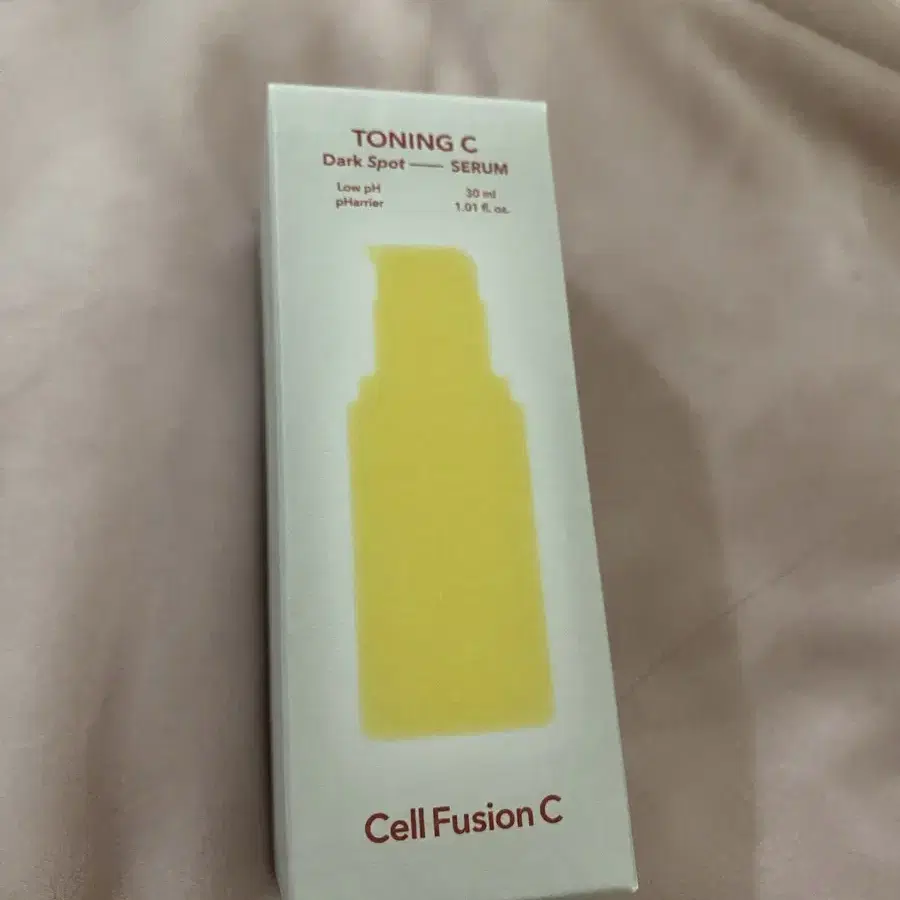 TONING C
Dark Spot — SERUM
Low pH 30 ml
pHarrier 1.01 fl. oz.
Cell Fusion C